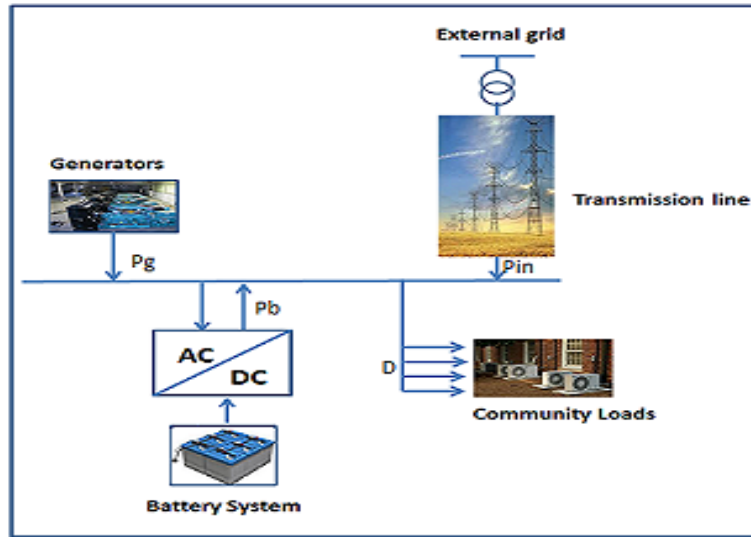 External grid
Generators
Transmission line
Pg
Pin
Pb
AC
DC
D
Community Loads
Battery System